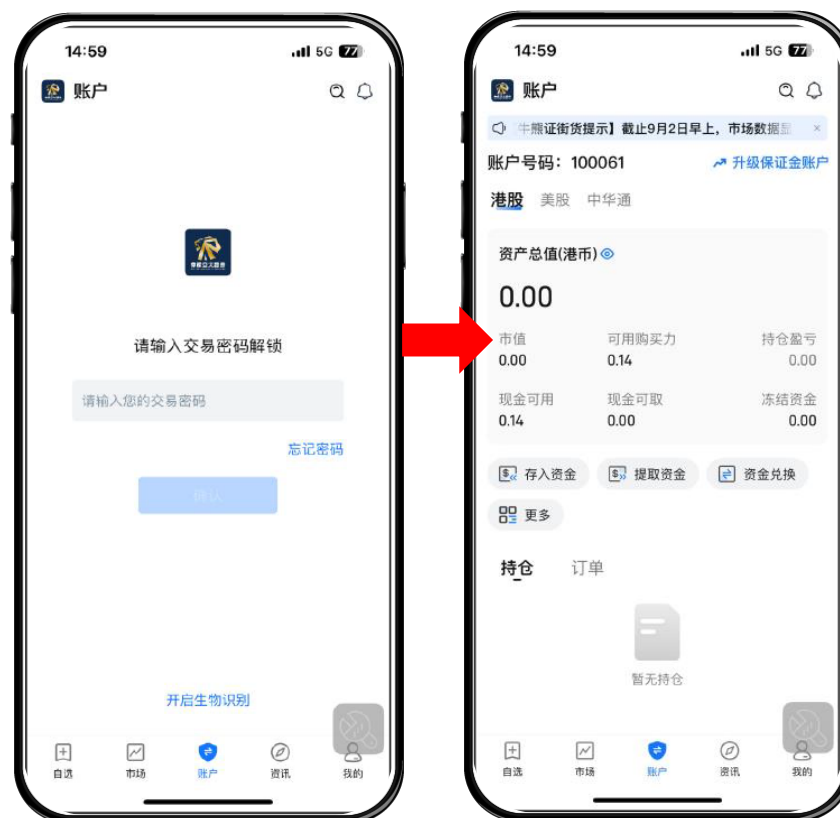 14:59
5G 77
账户
请输入交易密码解锁
请输入您的交易密码
忘记密码
确认
开启生物识别
自选
市场
账户
资讯
我的
14:59
5G 77
账户
牛熊证街货提示】截止9月2日早上，市场数据显
账户号码：100061
升级保证金账户
港股 美股 中华通
资产总值(港币)
0.00
市值 可用购买力 持仓盈亏
0.00 0.14 0.00
现金可用 现金可取 冻结资金
0.14 0.00 0.00
存入资金 提取资金 资金兑换
更多
持仓 订单
暂无持仓
自选 市场 账户 资讯 我的